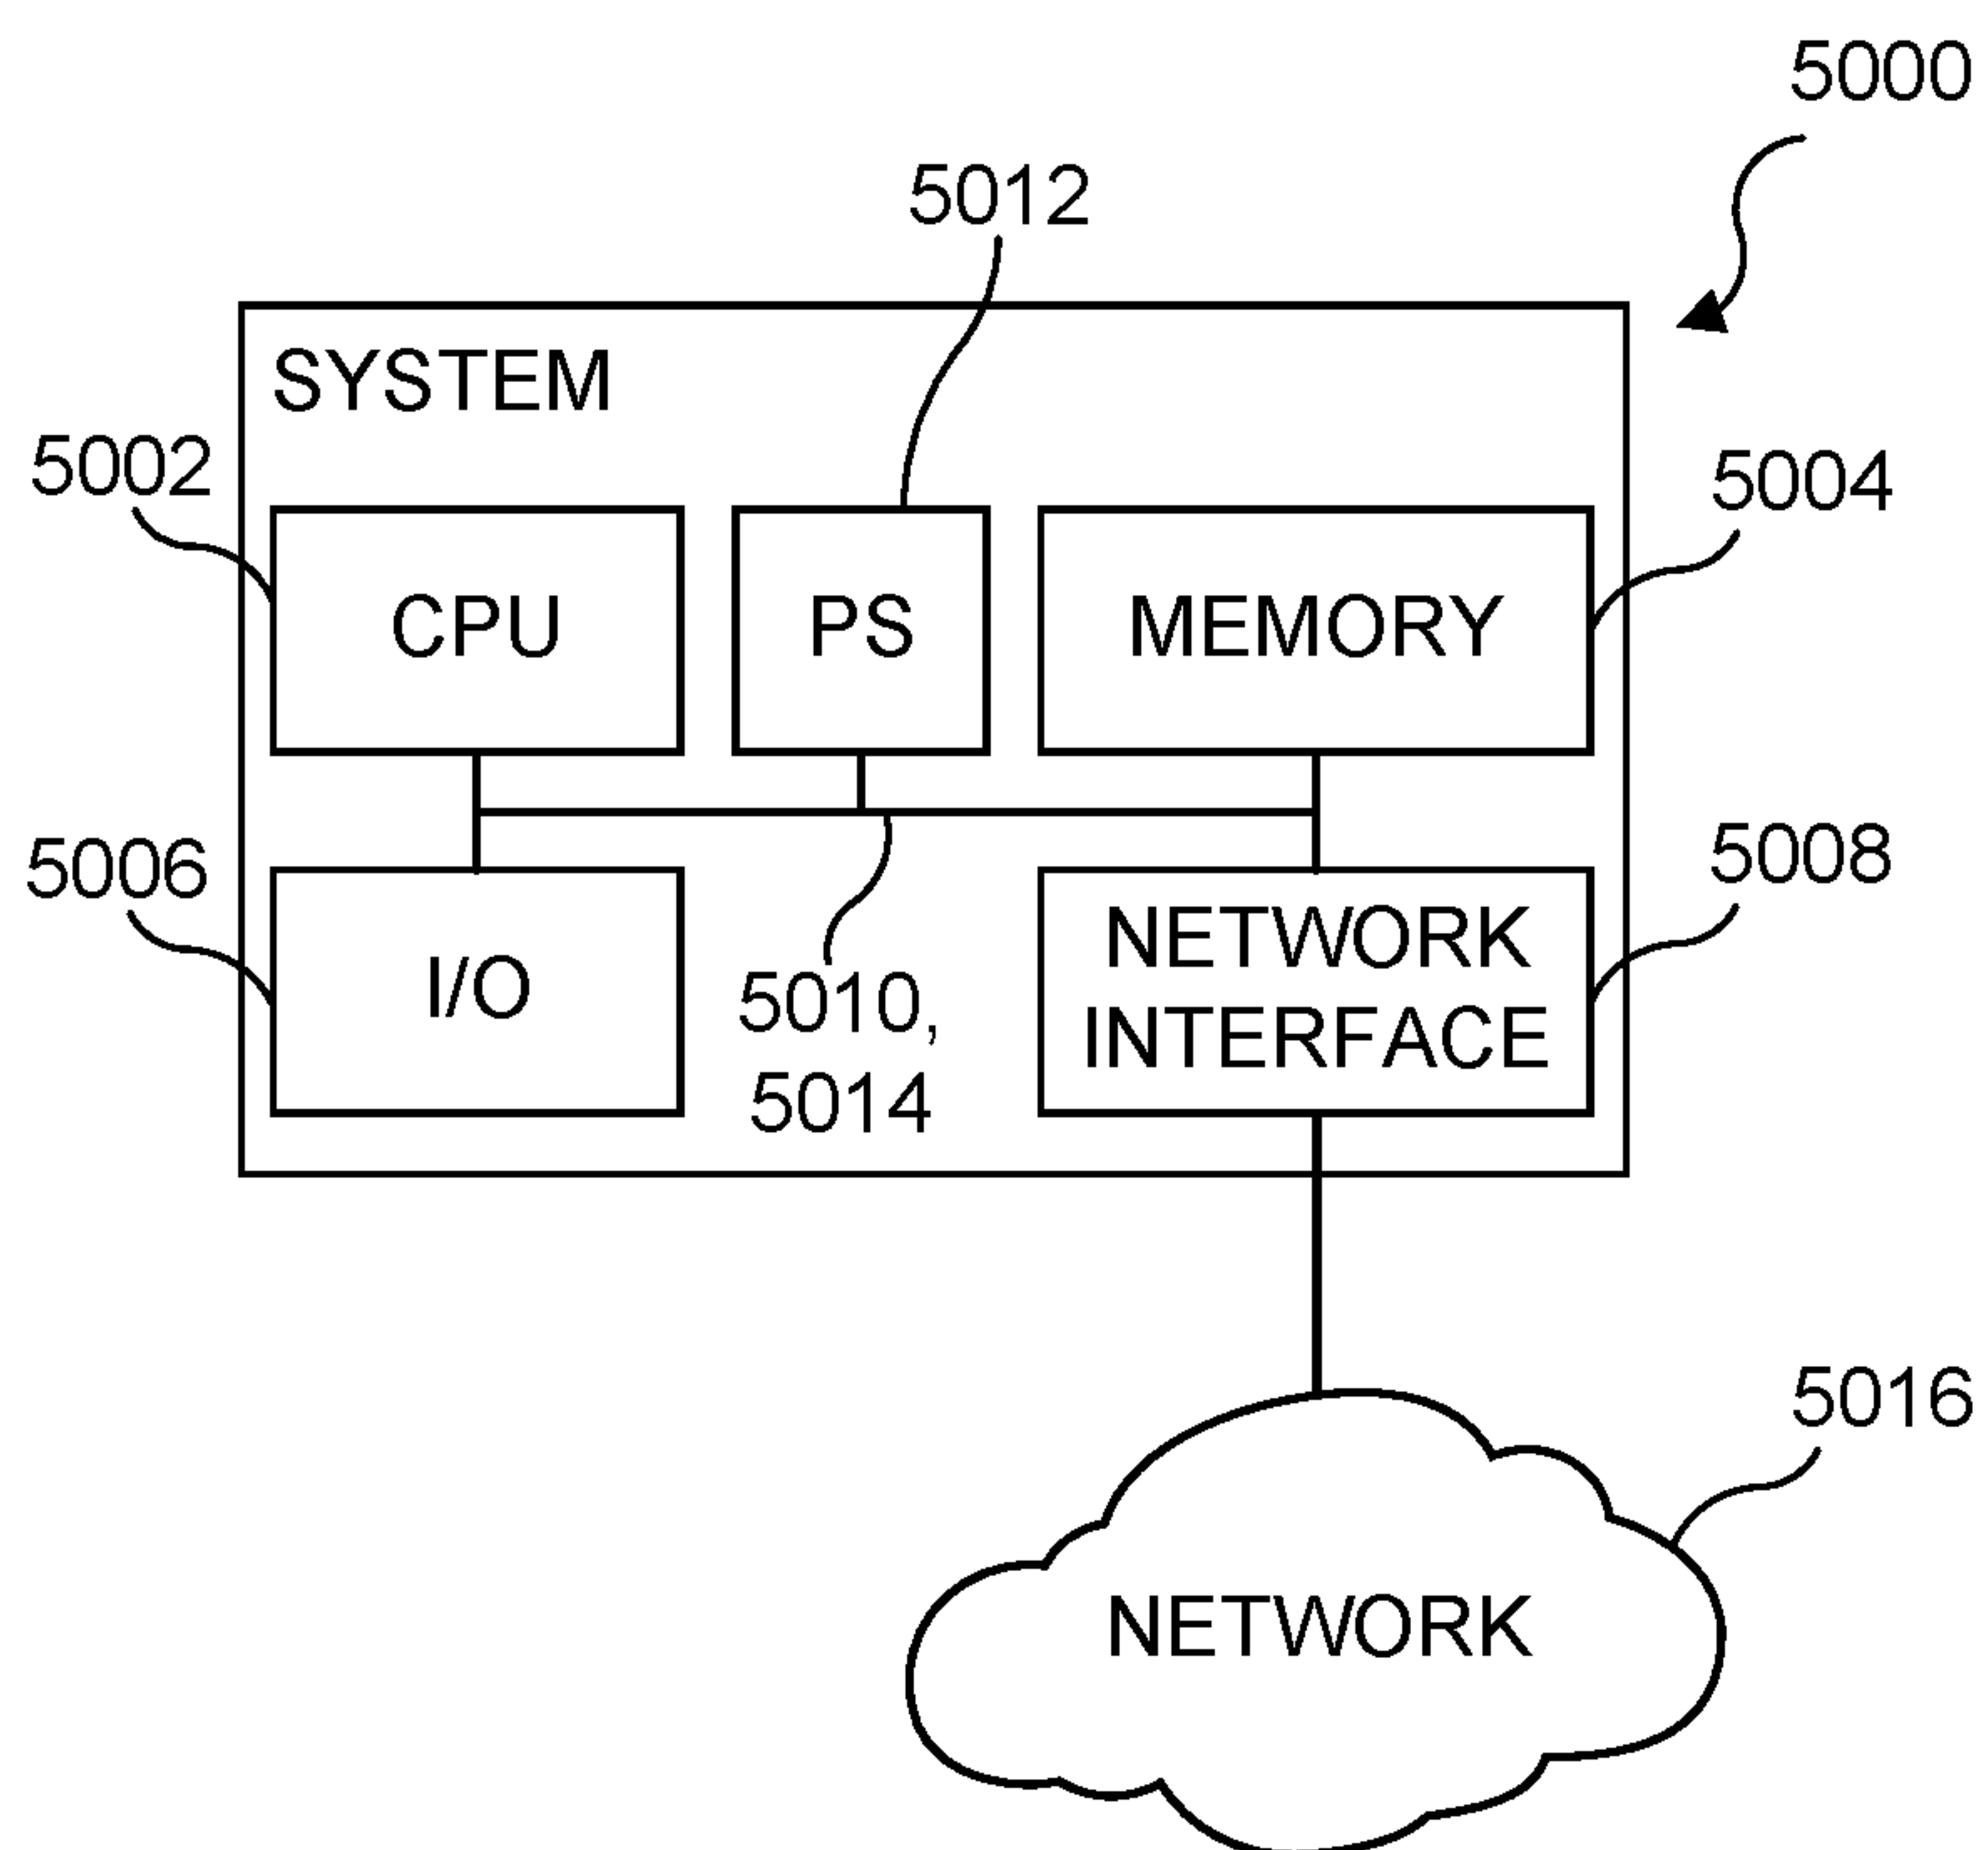 5000
5012
SYSTEM
5002
5004
CPU
PS
MEMORY
5006
5008
I/O
5010,
5014
NETWORK
INTERFACE
5016
NETWORK